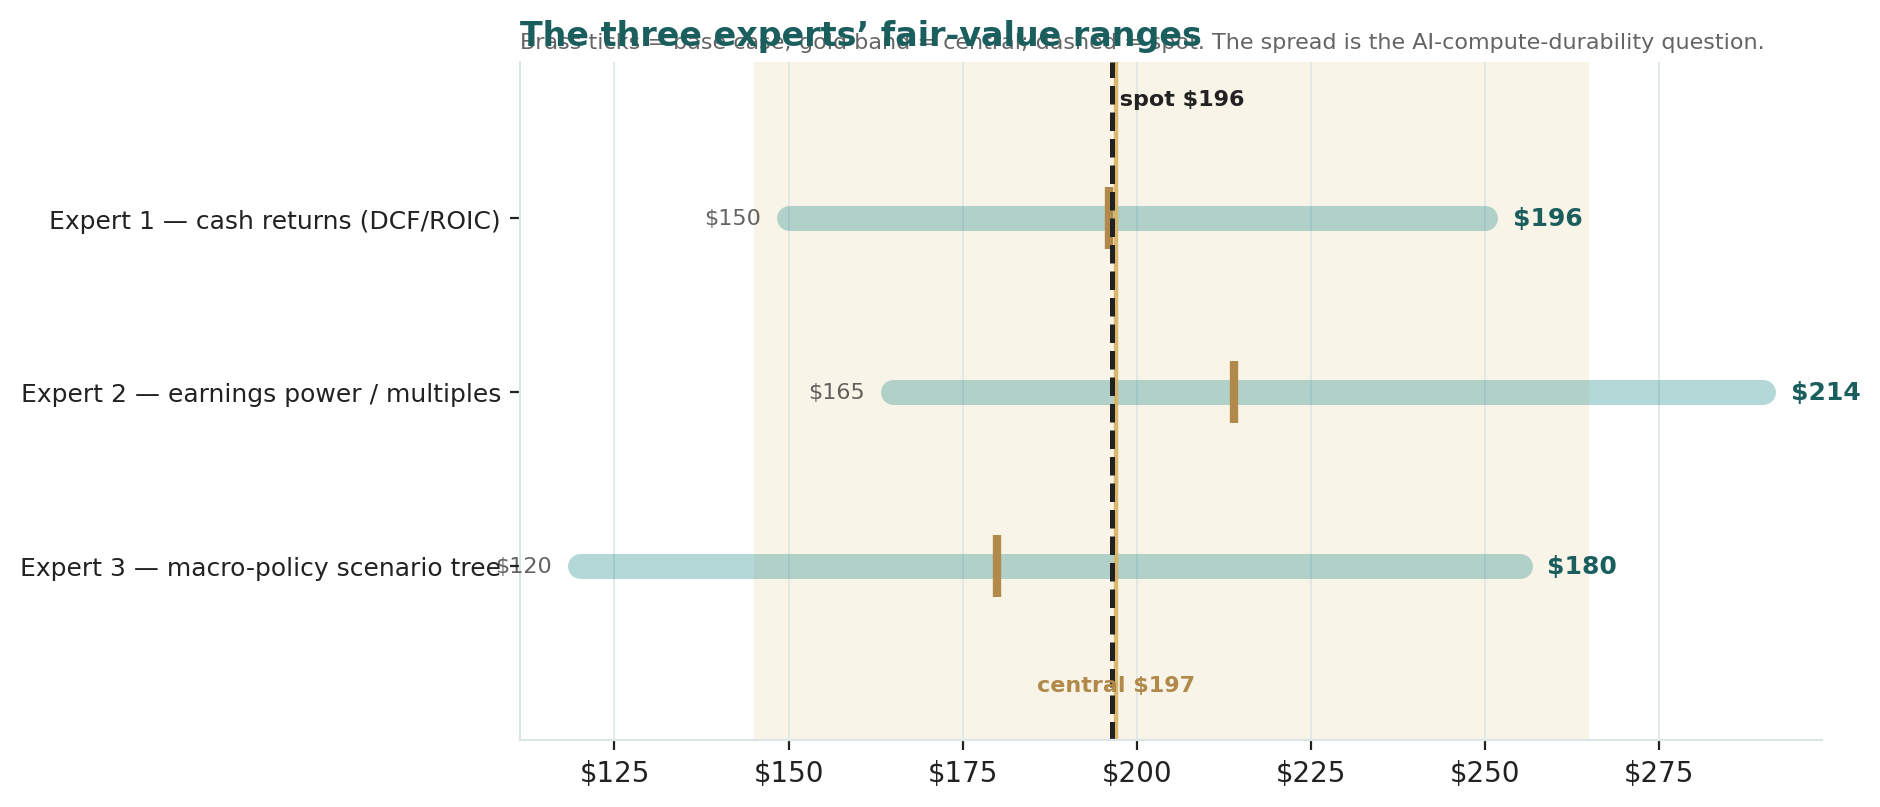 The three experts’ fair-value ranges
Brass ticks = base case; gold band = central; dashed = spot. The spread is the AI-compute-durability question.
spot $196
Expert 1 — cash returns (DCF/ROIC)
$150
$196
Expert 2 — earnings power / multiples
$165
$214
Expert 3 — macro-policy scenario tree
$120
$180
central $197
$125 $150 $175 $200 $225 $250 $275